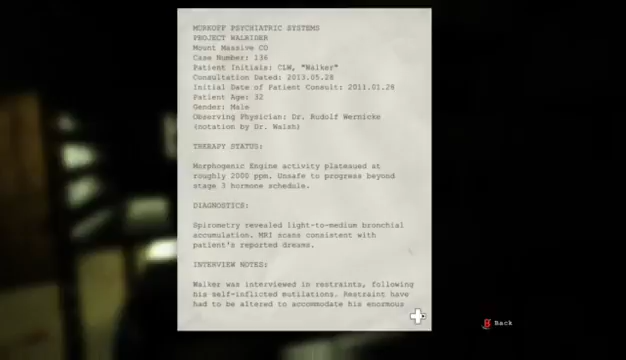 MURKOFF PSYCHIATRIC SYSTEMS
PROJECT WALRIDER
Mount Massive CO
Case Number: 136
Patient Initials: CLW, "Walker"
Consultation Dated: 2013.05.28
Initial Date of Patient Consult: 2011.01.28
Patient Age: 32
Gender: Male
Observing Physician: Dr. Rudolf Wernicke
(notation by Dr. Walsh)
THERAPY STATUS:
Morphogenic Engine activity plateaued at
roughly 2000 ppm. Unsafe to progress beyond
stage 3 hormone schedule.
DIAGNOSTICS:
Spirometry revealed light-to-medium bronchial
accumulation. MRI scans consistent with
patient's reported dreams.
INTERVIEW NOTES:
Walker was interviewed in restraints, following
his self-inflicted mutilations. Restraint have
had to be altered to accommodate his enormous
B Back